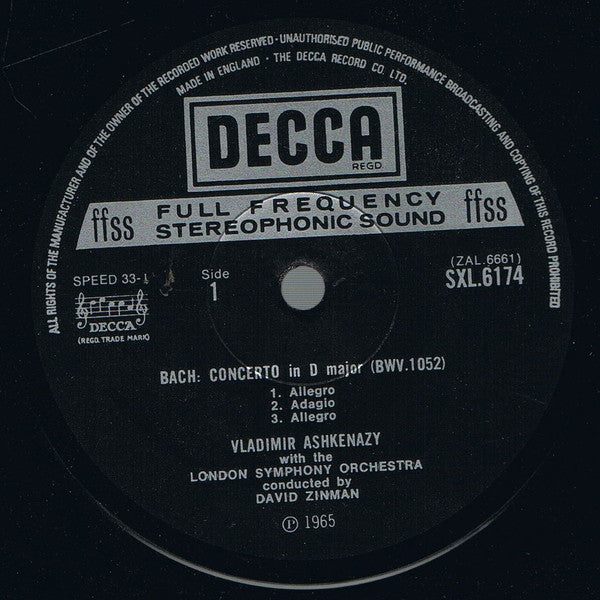 ALL RIGHTS OF THE MANUFACTURER AND OF THE OWNER OF THE RECORDED WORK RESERVED-UNAUTHORISED PUBLIC PERFORMANCE BROADCASTING AND COPYING OF THIS RECORD PROHIBITED
MADE IN ENGLAND · THE DECCA RECORD CO. LTD.
DECCA
REGD.
ffss FULL FREQUENCY STEREOPHONIC SOUND ffss
SPEED 33-1
Side
1
(ZAL.6661)
SXL.6174
DECCA
(REGD. TRADE MARK)
BACH: CONCERTO in D major (BWV.1052)
1. Allegro
2. Adagio
3. Allegro
VLADIMIR ASHKENAZY
with the
LONDON SYMPHONY ORCHESTRA
conducted by
DAVID ZINMAN
Ⓟ 1965